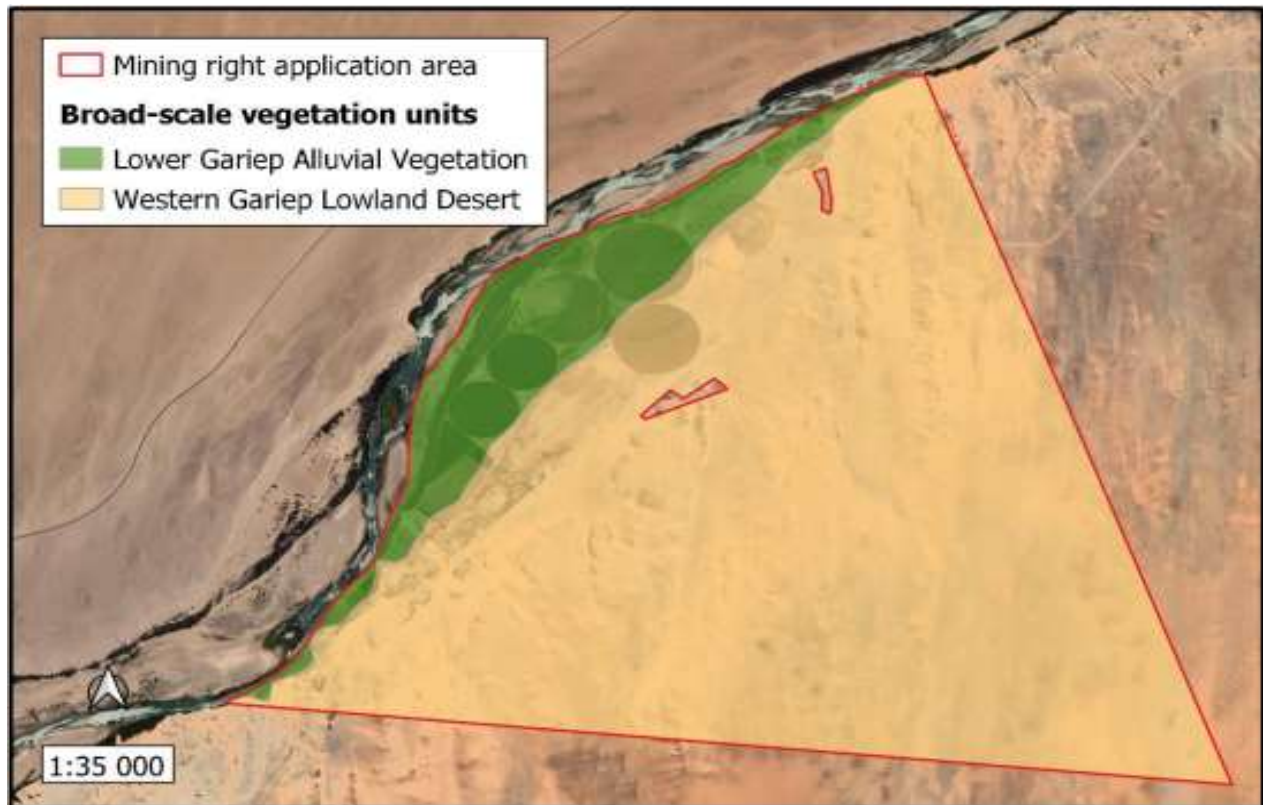 Mining right application area
Broad-scale vegetation units
Lower Gariep Alluvial Vegetation
Western Gariep Lowland Desert
1:35 000